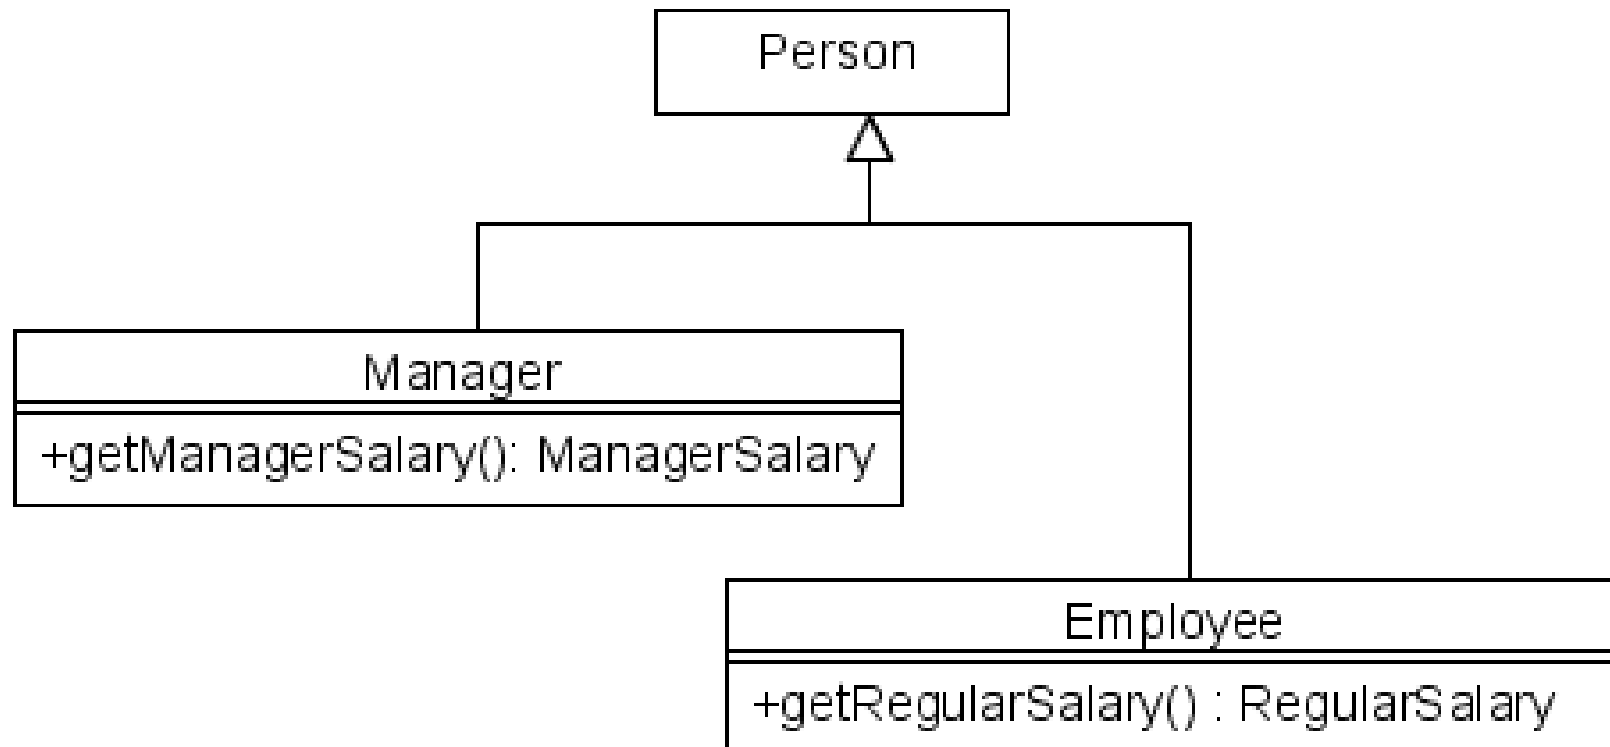 Person
Manager
+getManagerSalary(): ManagerSalary
Employee
+getRegularSalary() : RegularSalary